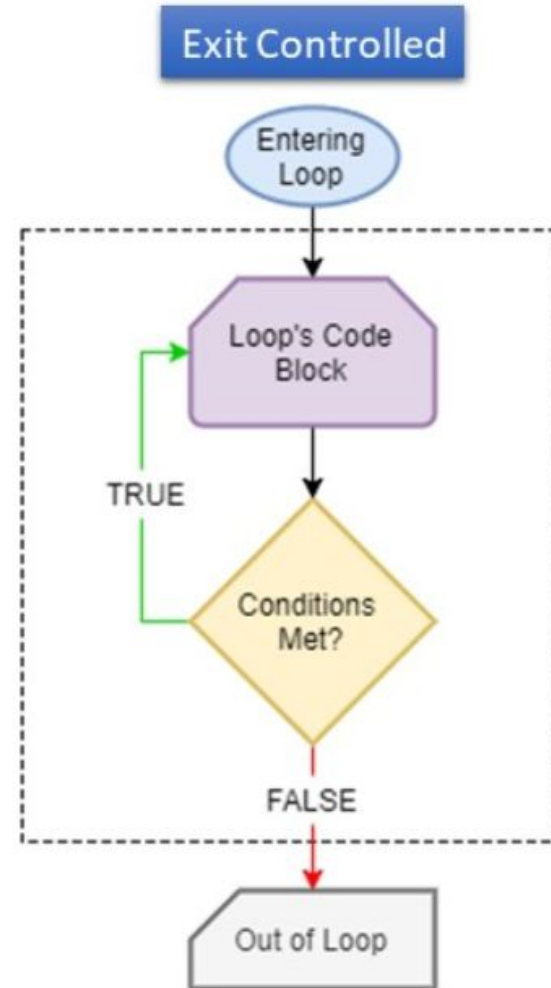 Exit Controlled
Entering
Loop
Loop's Code
Block
TRUE
Conditions
Met?
FALSE
Out of Loop